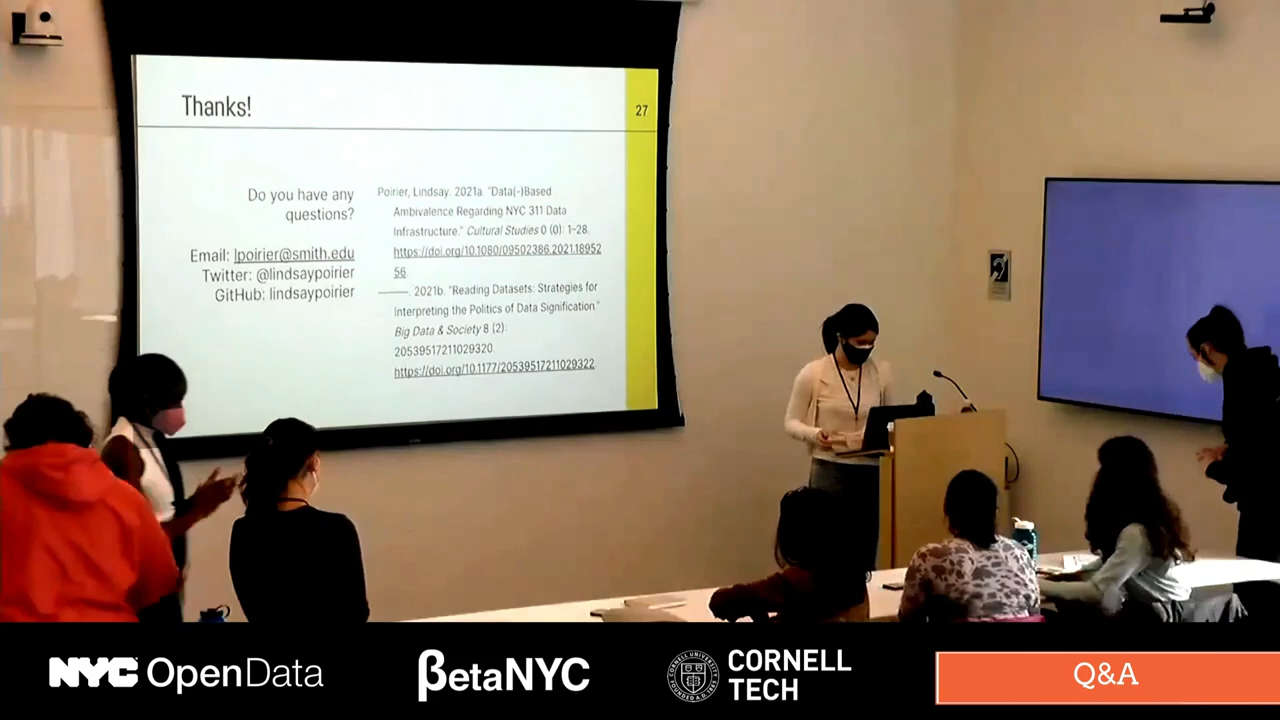 Thanks!
27
Do you have any
questions?
Email: lpoirier@smith.edu
Twitter: @lindsaypoirier
GitHub: lindsaypoirier
Poirier, Lindsay. 2021a. "Data(-)Based
Ambivalence Regarding NYC 311 Data
Infrastructure." Cultural Studies 0 (0): 1–28.
https://doi.org/10.1080/09502386.2021.18952
56.
———. 2021b. "Reading Datasets: Strategies for
Interpreting the Politics of Data Signification."
Big Data & Society 8 (2):
20539517211029320.
https://doi.org/10.1177/20539517211029322
NYC OpenData
βetaNYC
CORNELL
TECH
Q&A